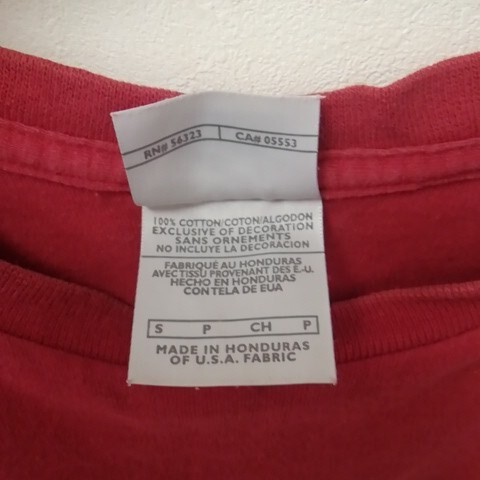 RN# 56323 CA# 05553
100% COTTON/COTON/ALGODON
EXCLUSIVE OF DECORATION
SANS ORNEMENTS
NO INCLUYE LA DECORACION
FABRIQUÉ AU HONDURAS
AVEC TISSU PROVENANT DES E.-U.
HECHO EN HONDURAS
CON TELA DE EUA
S P CH P
MADE IN HONDURAS
OF U.S.A. FABRIC